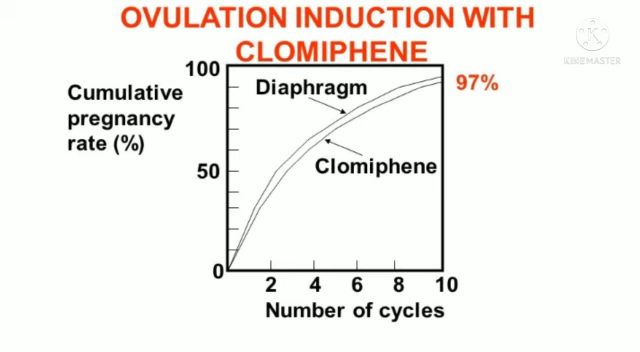 OVULATION INDUCTION WITH
CLOMIPHENE
KINEMASTER
Cumulative
pregnancy
rate (%)
100
50
0
Diaphragm
Clomiphene
97%
2 4 6 8 10
Number of cycles